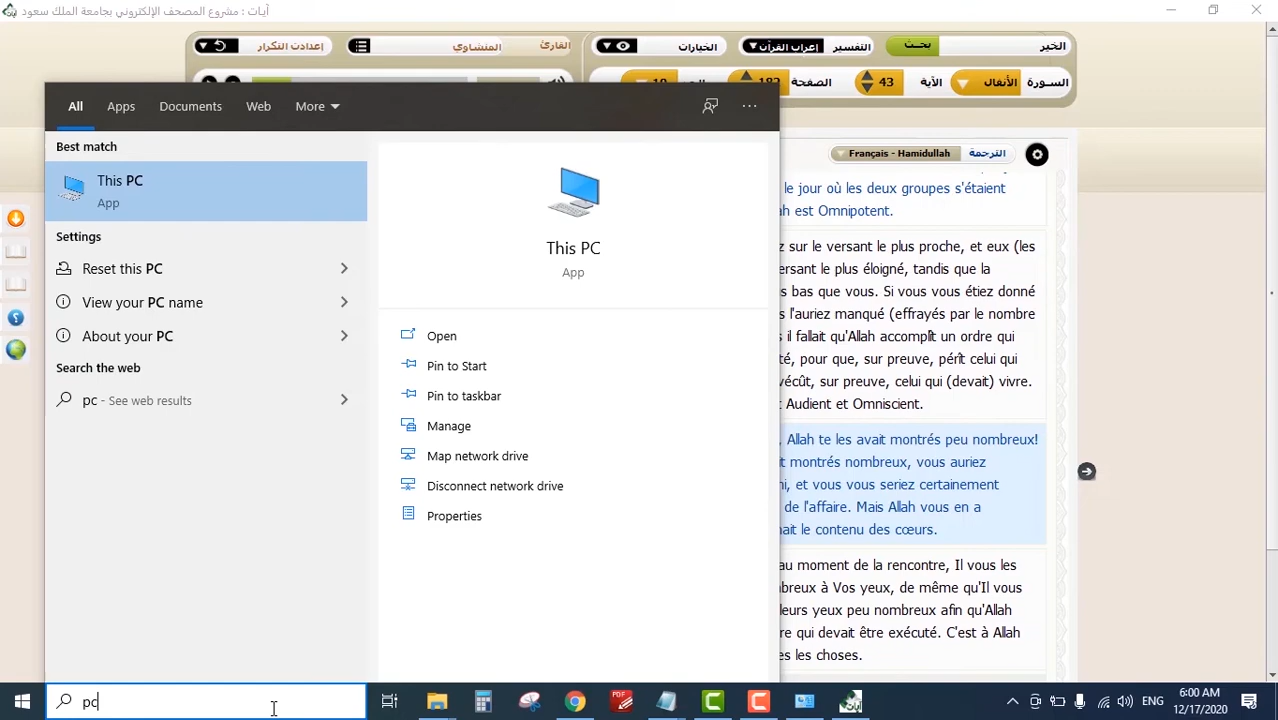 آيات : مشروع المصحف الإلكتروني بجامعة الملك سعود
الخبر
بحث
التفسير
إعراب القرآن
الخيارات
القارئ
المنشاوي
إعدادت التكرار
السورة
الأنفال
الآية
43
الصفحة
182
10
All
Apps
Documents
Web
More
Best match
This PC
App
Settings
Reset this PC
View your PC name
About your PC
Search the web
pc - See web results
This PC
App
Open
Pin to Start
Pin to taskbar
Manage
Map network drive
Disconnect network drive
Properties
الترجمة
Français - Hamidullah
le jour où les deux groupes s'étaient
ah est Omnipotent.
z sur le versant le plus proche, et eux (les
ersant le plus éloigné, tandis que la
s bas que vous. Si vous vous étiez donné
l'auriez manqué (effrayés par le nombre
s il fallait qu'Allah accomplît un ordre qui
té, pour que, sur preuve, pérît celui qui
vécût, sur preuve, celui qui (devait) vivre.
t Audient et Omniscient.
, Allah te les avait montrés peu nombreux!
it montrés nombreux, vous auriez
ni, et vous vous seriez certainement
de l'affaire. Mais Allah vous en a
nait le contenu des cœurs.
au moment de la rencontre, Il vous les
mbreux à Vos yeux, de même qu'Il vous
leurs yeux peu nombreux afin qu'Allah
re qui devait être exécuté. C'est à Allah
es les choses.
pc
PDF
ENG
6:00 AM
12/17/2020